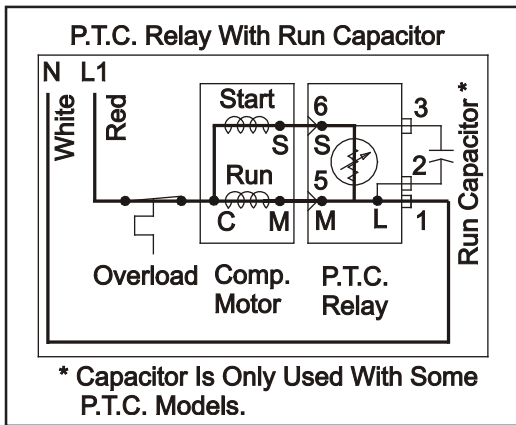 P.T.C. Relay With Run Capacitor
N L1
White
Red
Start
S
6
S
3
Run Capacitor *
2
Run
5
C
M
M
L
1
Overload
Comp.
Motor
P.T.C.
Relay
* Capacitor Is Only Used With Some
P.T.C. Models.